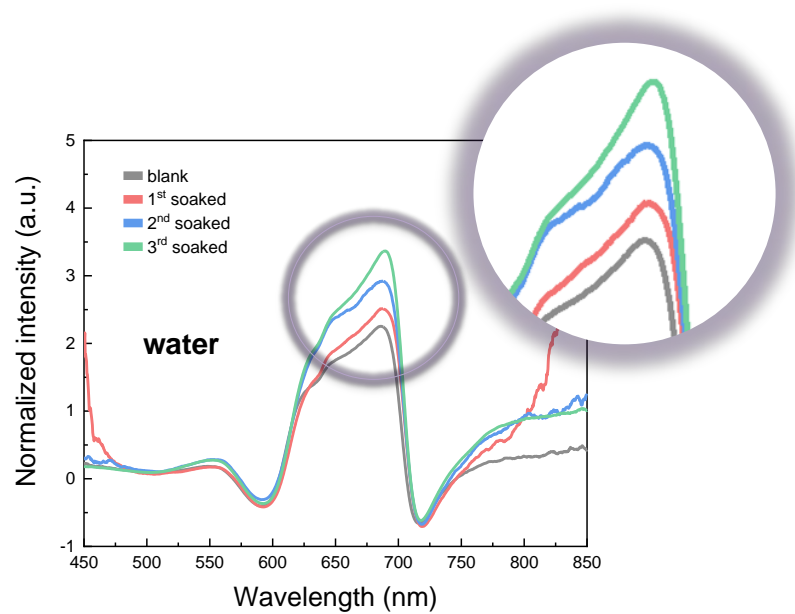 5
4
3
2
1
0
-1
Normalized intensity (a.u.)
blank
1st soaked
2nd soaked
3rd soaked
water
450 500 550 600 650 700 750 800 850
Wavelength (nm)